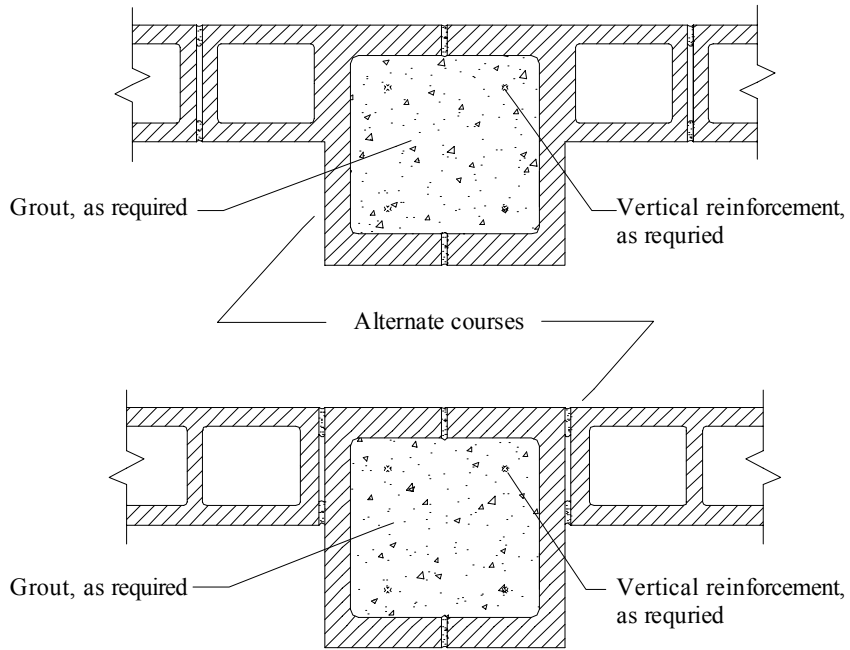 Grout, as required
Vertical reinforcement,
as requried
Alternate courses
Grout, as required
Vertical reinforcement,
as requried